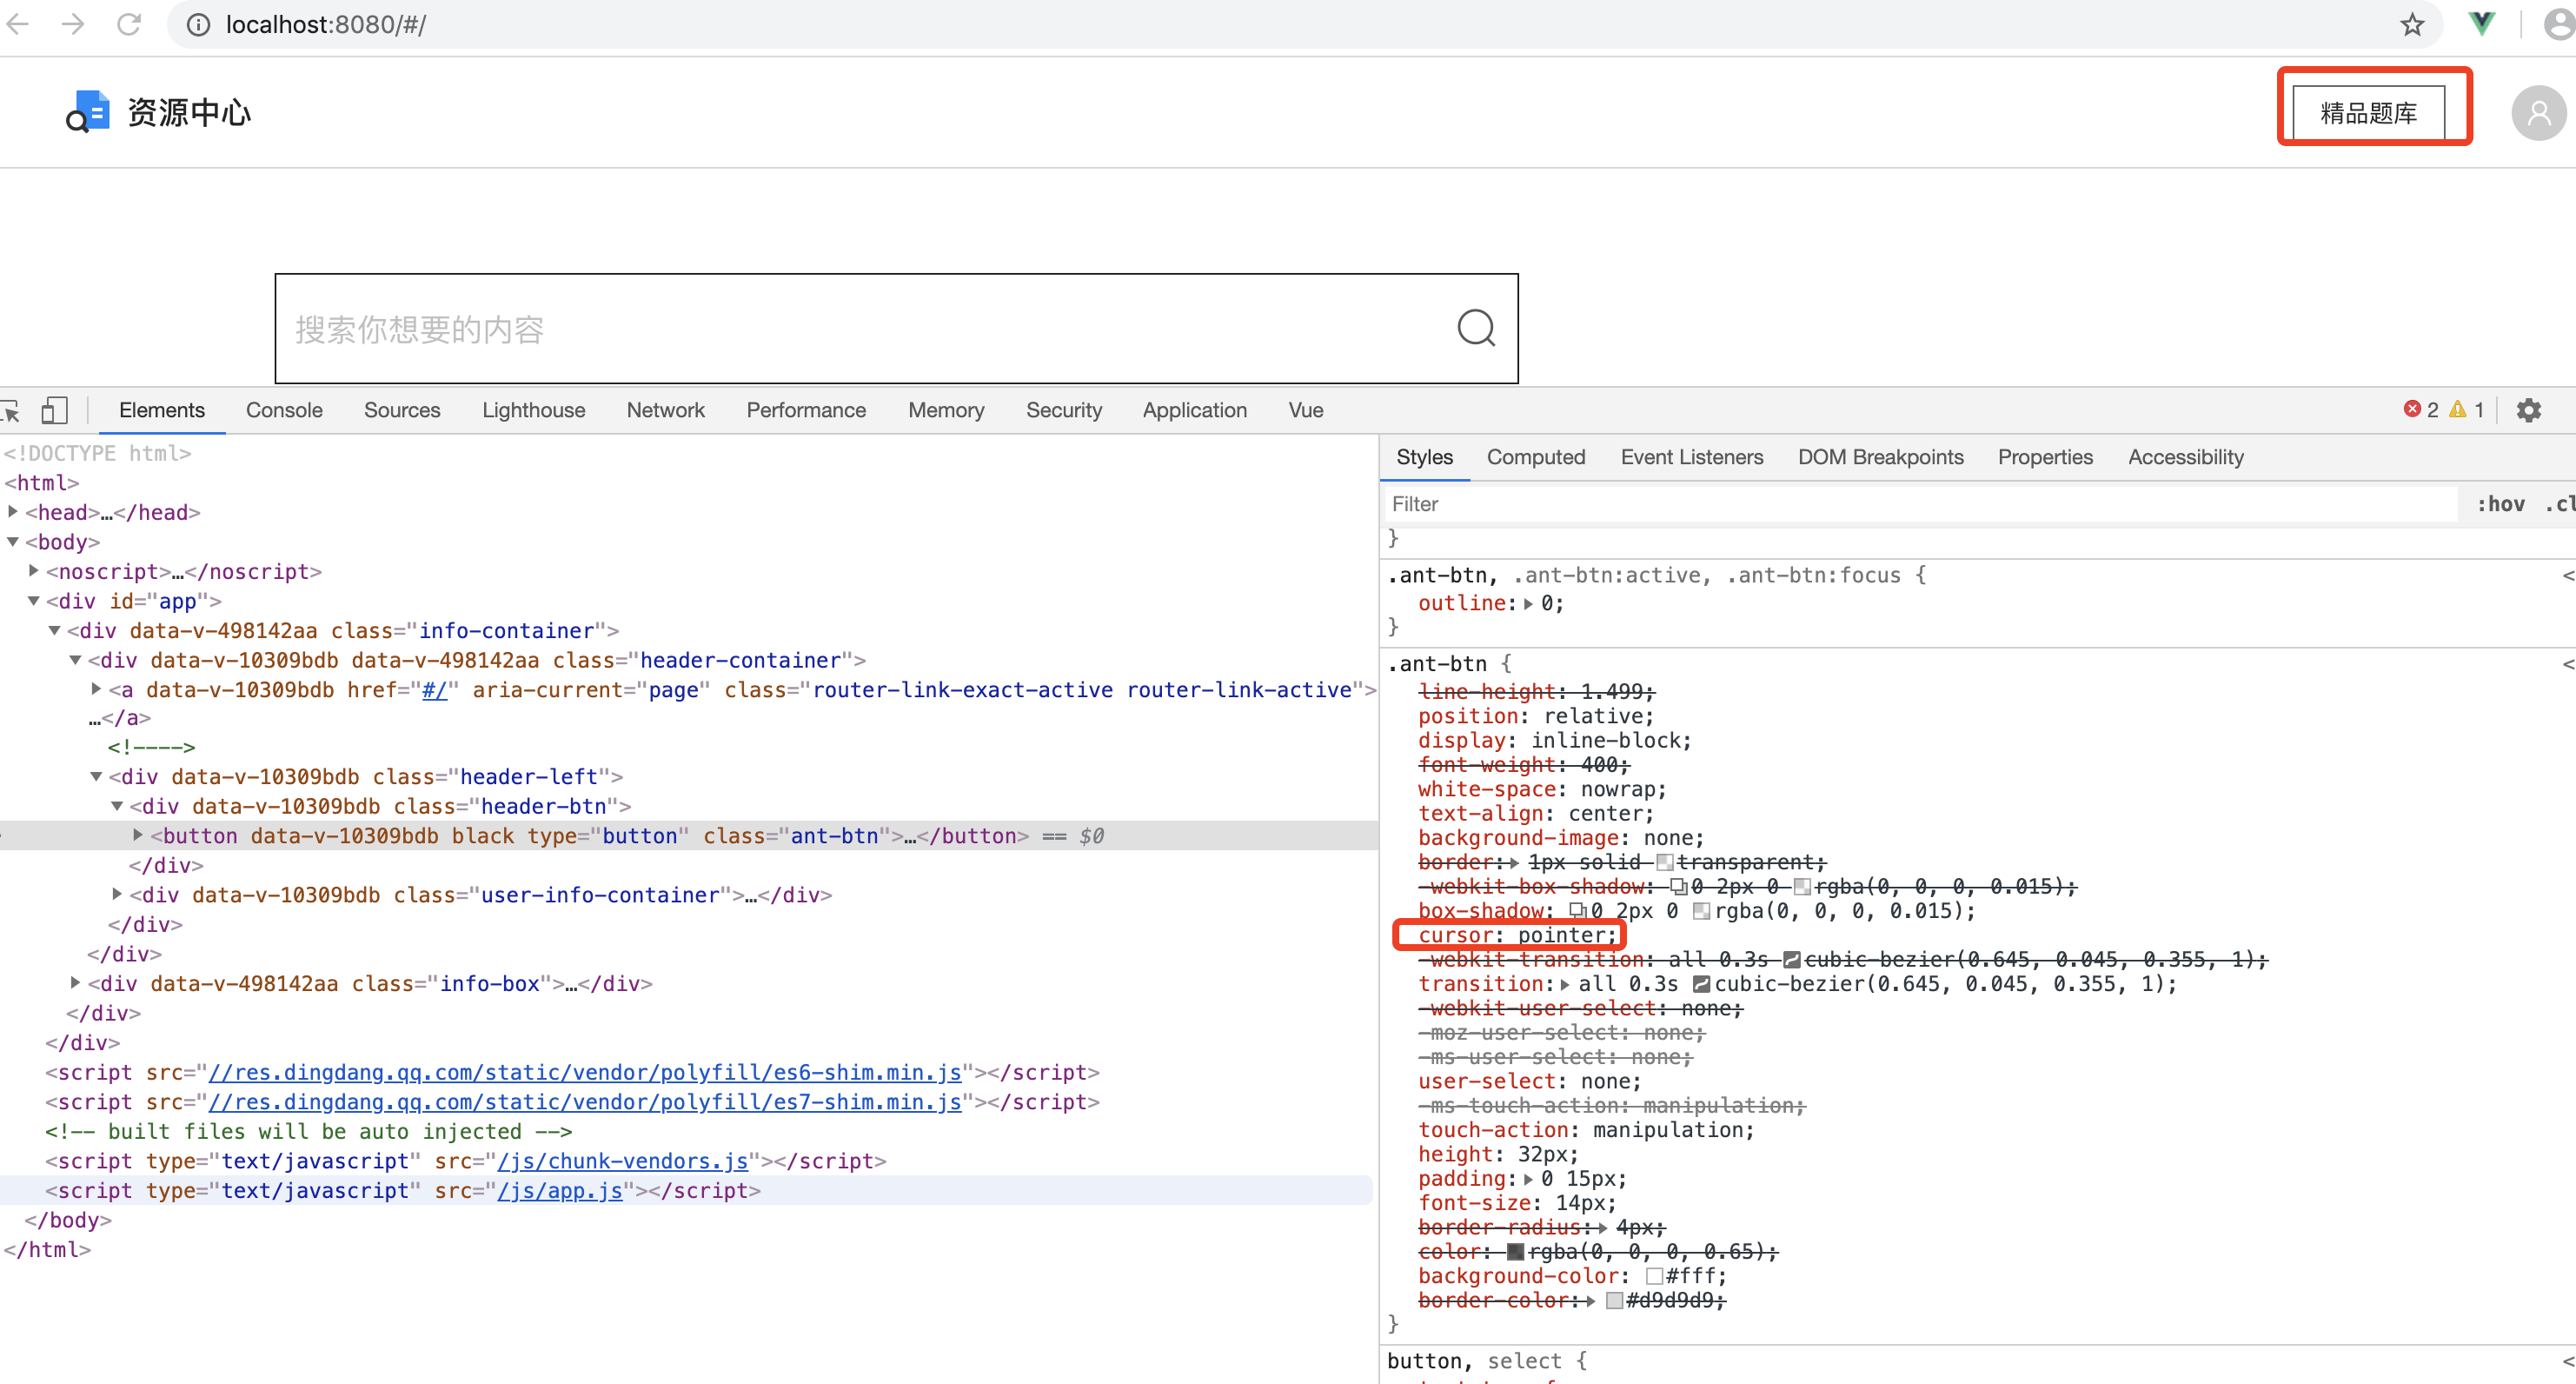 localhost:8080/#/
资源中心
精品题库
搜索你想要的内容
Elements Console Sources Lighthouse Network Performance Memory Security Application Vue 2 1
<!DOCTYPE html>
<html>
<head>…</head>
<body>
<noscript>…</noscript>
<div id="app">
<div data-v-498142aa class="info-container">
<div data-v-10309bdb data-v-498142aa class="header-container">
<a data-v-10309bdb href="#/" aria-current="page" class="router-link-exact-active router-link-active">
…</a>
<!---->
<div data-v-10309bdb class="header-left">
<div data-v-10309bdb class="header-btn">
<button data-v-10309bdb black type="button" class="ant-btn">…</button> == $0
</div>
<div data-v-10309bdb class="user-info-container">…</div>
</div>
</div>
<div data-v-498142aa class="info-box">…</div>
</div>
</div>
<script src="//res.dingdang.qq.com/static/vendor/polyfill/es6-shim.min.js"></script>
<script src="//res.dingdang.qq.com/static/vendor/polyfill/es7-shim.min.js"></script>
<!-- built files will be auto injected -->
<script type="text/javascript" src="/js/chunk-vendors.js"></script>
<script type="text/javascript" src="/js/app.js"></script>
</body>
</html>
Styles Computed Event Listeners DOM Breakpoints Properties Accessibility
Filter :hov
}
.ant-btn, .ant-btn:active, .ant-btn:focus {
outline: 0;
}
.ant-btn {
line-height: 1.499;
position: relative;
display: inline-block;
font-weight: 400;
white-space: nowrap;
text-align: center;
background-image: none;
border: 1px solid transparent;
-webkit-box-shadow: 0 2px 0 rgba(0, 0, 0, 0.015);
box-shadow: 0 2px 0 rgba(0, 0, 0, 0.015);
cursor: pointer;
-webkit-transition: all 0.3s cubic-bezier(0.645, 0.045, 0.355, 1);
transition: all 0.3s cubic-bezier(0.645, 0.045, 0.355, 1);
-webkit-user-select: none;
-moz-user-select: none;
-ms-user-select: none;
user-select: none;
-ms-touch-action: manipulation;
touch-action: manipulation;
height: 32px;
padding: 0 15px;
font-size: 14px;
border-radius: 4px;
color: rgba(0, 0, 0, 0.65);
background-color: #fff;
border-color: #d9d9d9;
}
button, select {